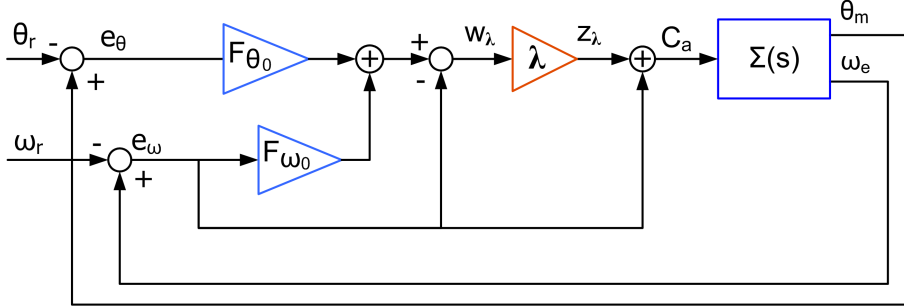 θr - eθ Fθ0 + + - wλ λ zλ + Ca Σ(s) θm
+ ωe
ωr - eω Fω0
+